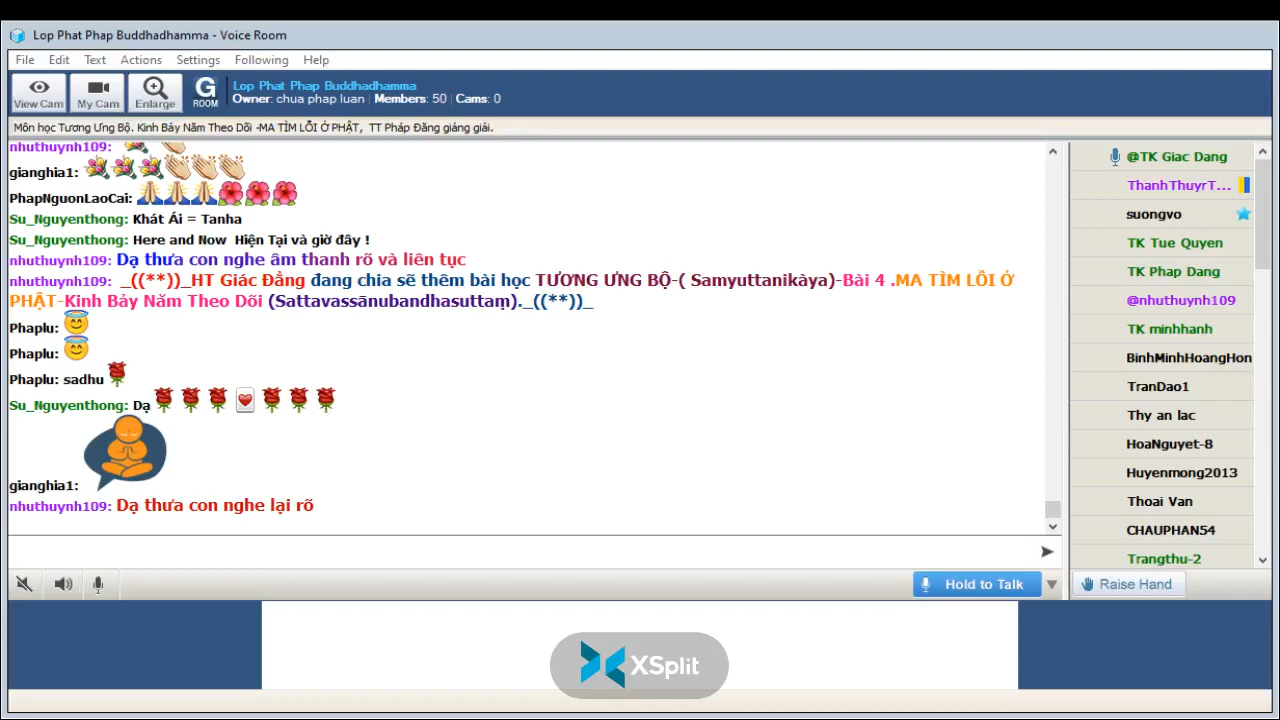 Lop Phat Phap Buddhadhamma - Voice Room
File Edit Text Actions Settings Following Help
View Cam My Cam Enlarge G ROOM
Lop Phat Phap Buddhadhamma
Owner: chua phap luan | Members: 50 | Cams: 0
Môn học Tương Ưng Bộ. Kinh Bảy Năm Theo Dõi -MA TÌM LỖI Ở PHẬT, TT Pháp Đăng giảng giải.
nhuthuynh109:
gianghia1:
PhapNguonLaoCai:
Su_Nguyenthong: Khát Ái = Tanha
Su_Nguyenthong: Here and Now Hiện Tại và giờ đây !
nhuthuynh109: Dạ thưa con nghe âm thanh rõ và liên tục
nhuthuynh109: _((**))_HT Giác Đẳng đang chia sẽ thêm bài học TƯƠNG ƯNG BỘ-( Samyuttanikàya)-Bài 4 .MA TÌM LỖI Ở
PHẬT-Kinh Bảy Năm Theo Dõi (Sattavassānubandhasuttaṃ)._((**))_
Phaplu:
Phaplu:
Phaplu: sadhu
Su_Nguyenthong: Dạ
gianghia1:
nhuthuynh109: Dạ thưa con nghe lại rõ
@TK Giac Dang
ThanhThuyrT...
suongvo
TK Tue Quyen
TK Phap Dang
@nhuthuynh109
TK minhhanh
BinhMinhHoangHon
TranDao1
Thy an lac
HoaNguyet-8
Huyenmong2013
Thoai Van
CHAUPHAN54
Trangthu-2
Hold to Talk
Raise Hand
XSplit